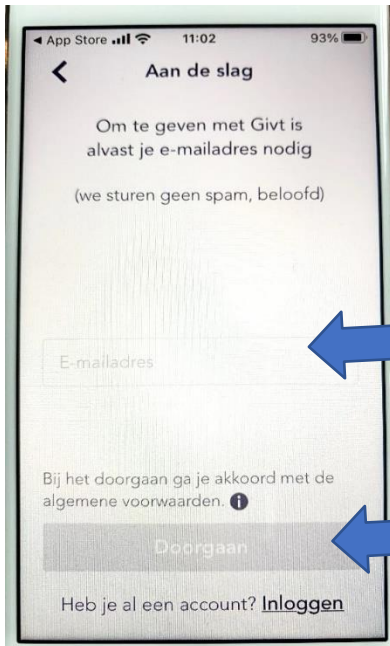 App Store 11:02 93%
Aan de slag
Om te geven met Givt is
alvast je e-mailadres nodig
(we sturen geen spam, beloofd)
E-mailadres
Bij het doorgaan ga je akkoord met de
algemene voorwaarden.
Doorgaan
Heb je al een account? Inloggen